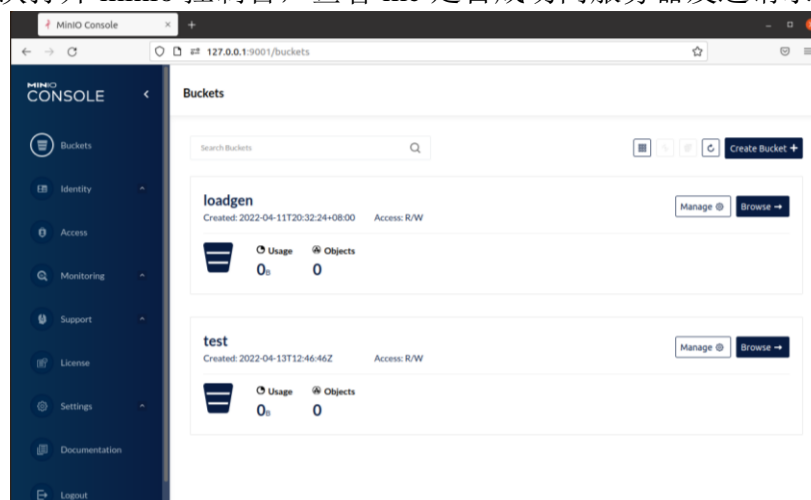 MinIO Console
127.0.0.1:9001/buckets
MINIO
CONSOLE
Buckets
Search Buckets
Create Bucket +
Buckets
Identity
Access
Monitoring
Support
License
Settings
Documentation
Logout
loadgen
Created: 2022-04-11T20:32:24+08:00 Access: R/W
Manage
Browse →
Usage Objects
0B 0
test
Created: 2022-04-13T12:46:46Z Access: R/W
Manage
Browse →
Usage Objects
0B 0